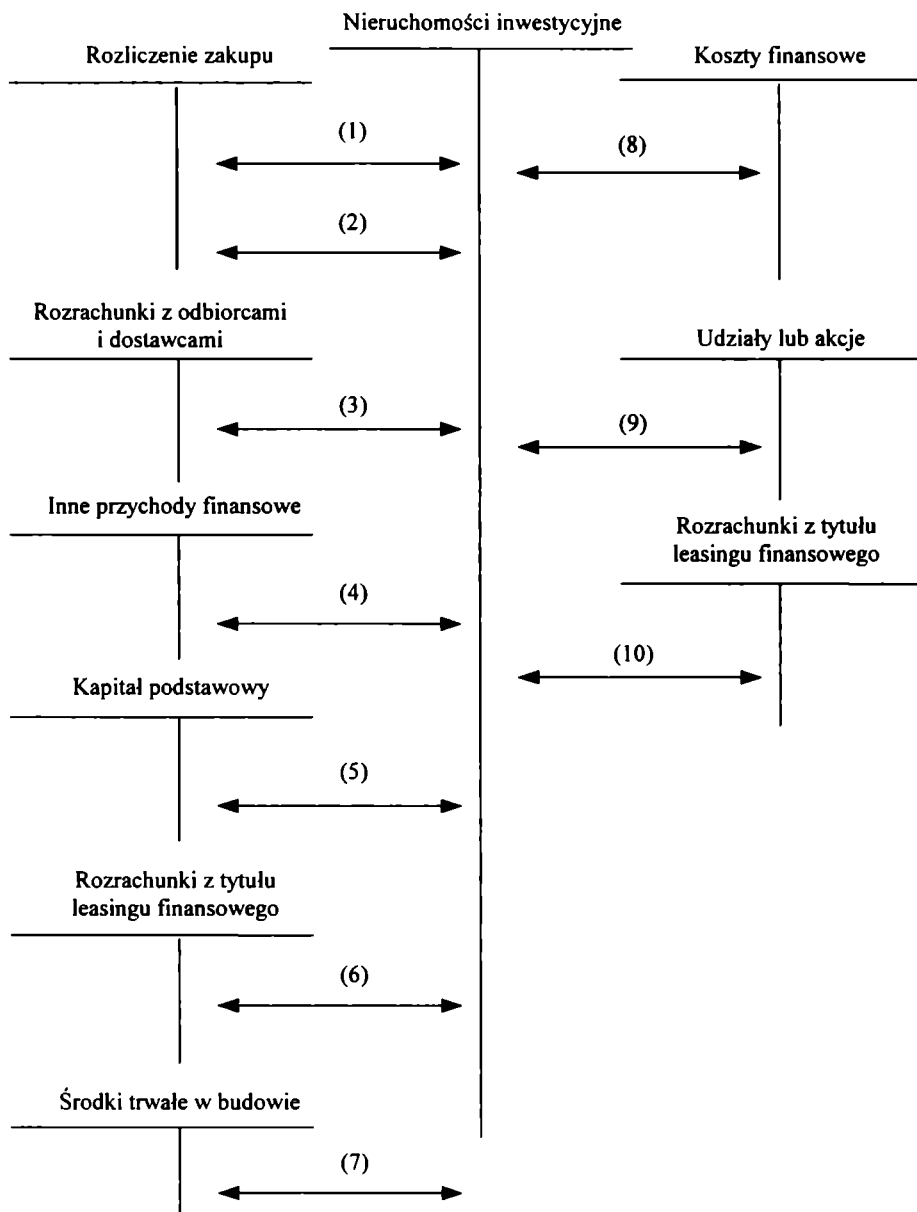 Nieruchomości inwestycyjne
Rozliczenie zakupu
Koszty finansowe
(1)
(8)
(2)
Rozrachunki z odbiorcami
i dostawcami
Udziały lub akcje
(3)
(9)
Inne przychody finansowe
Rozrachunki z tytułu
leasingu finansowego
(4)
(10)
Kapitał podstawowy
(5)
Rozrachunki z tytułu
leasingu finansowego
(6)
Środki trwałe w budowie
(7)